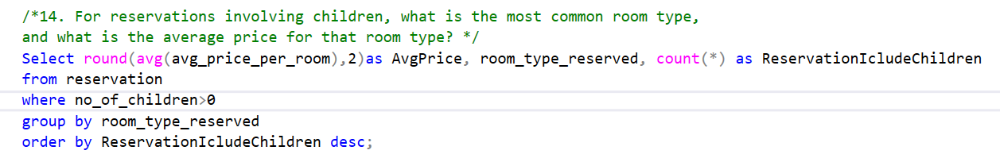 /*14. For reservations involving children, what is the most common room type,
and what is the average price for that room type? */
Select round(avg(avg_price_per_room),2)as AvgPrice, room_type_reserved, count(*) as ReservationIcludeChildren
from reservation
where no_of_children>0
group by room_type_reserved
order by ReservationIcludeChildren desc;